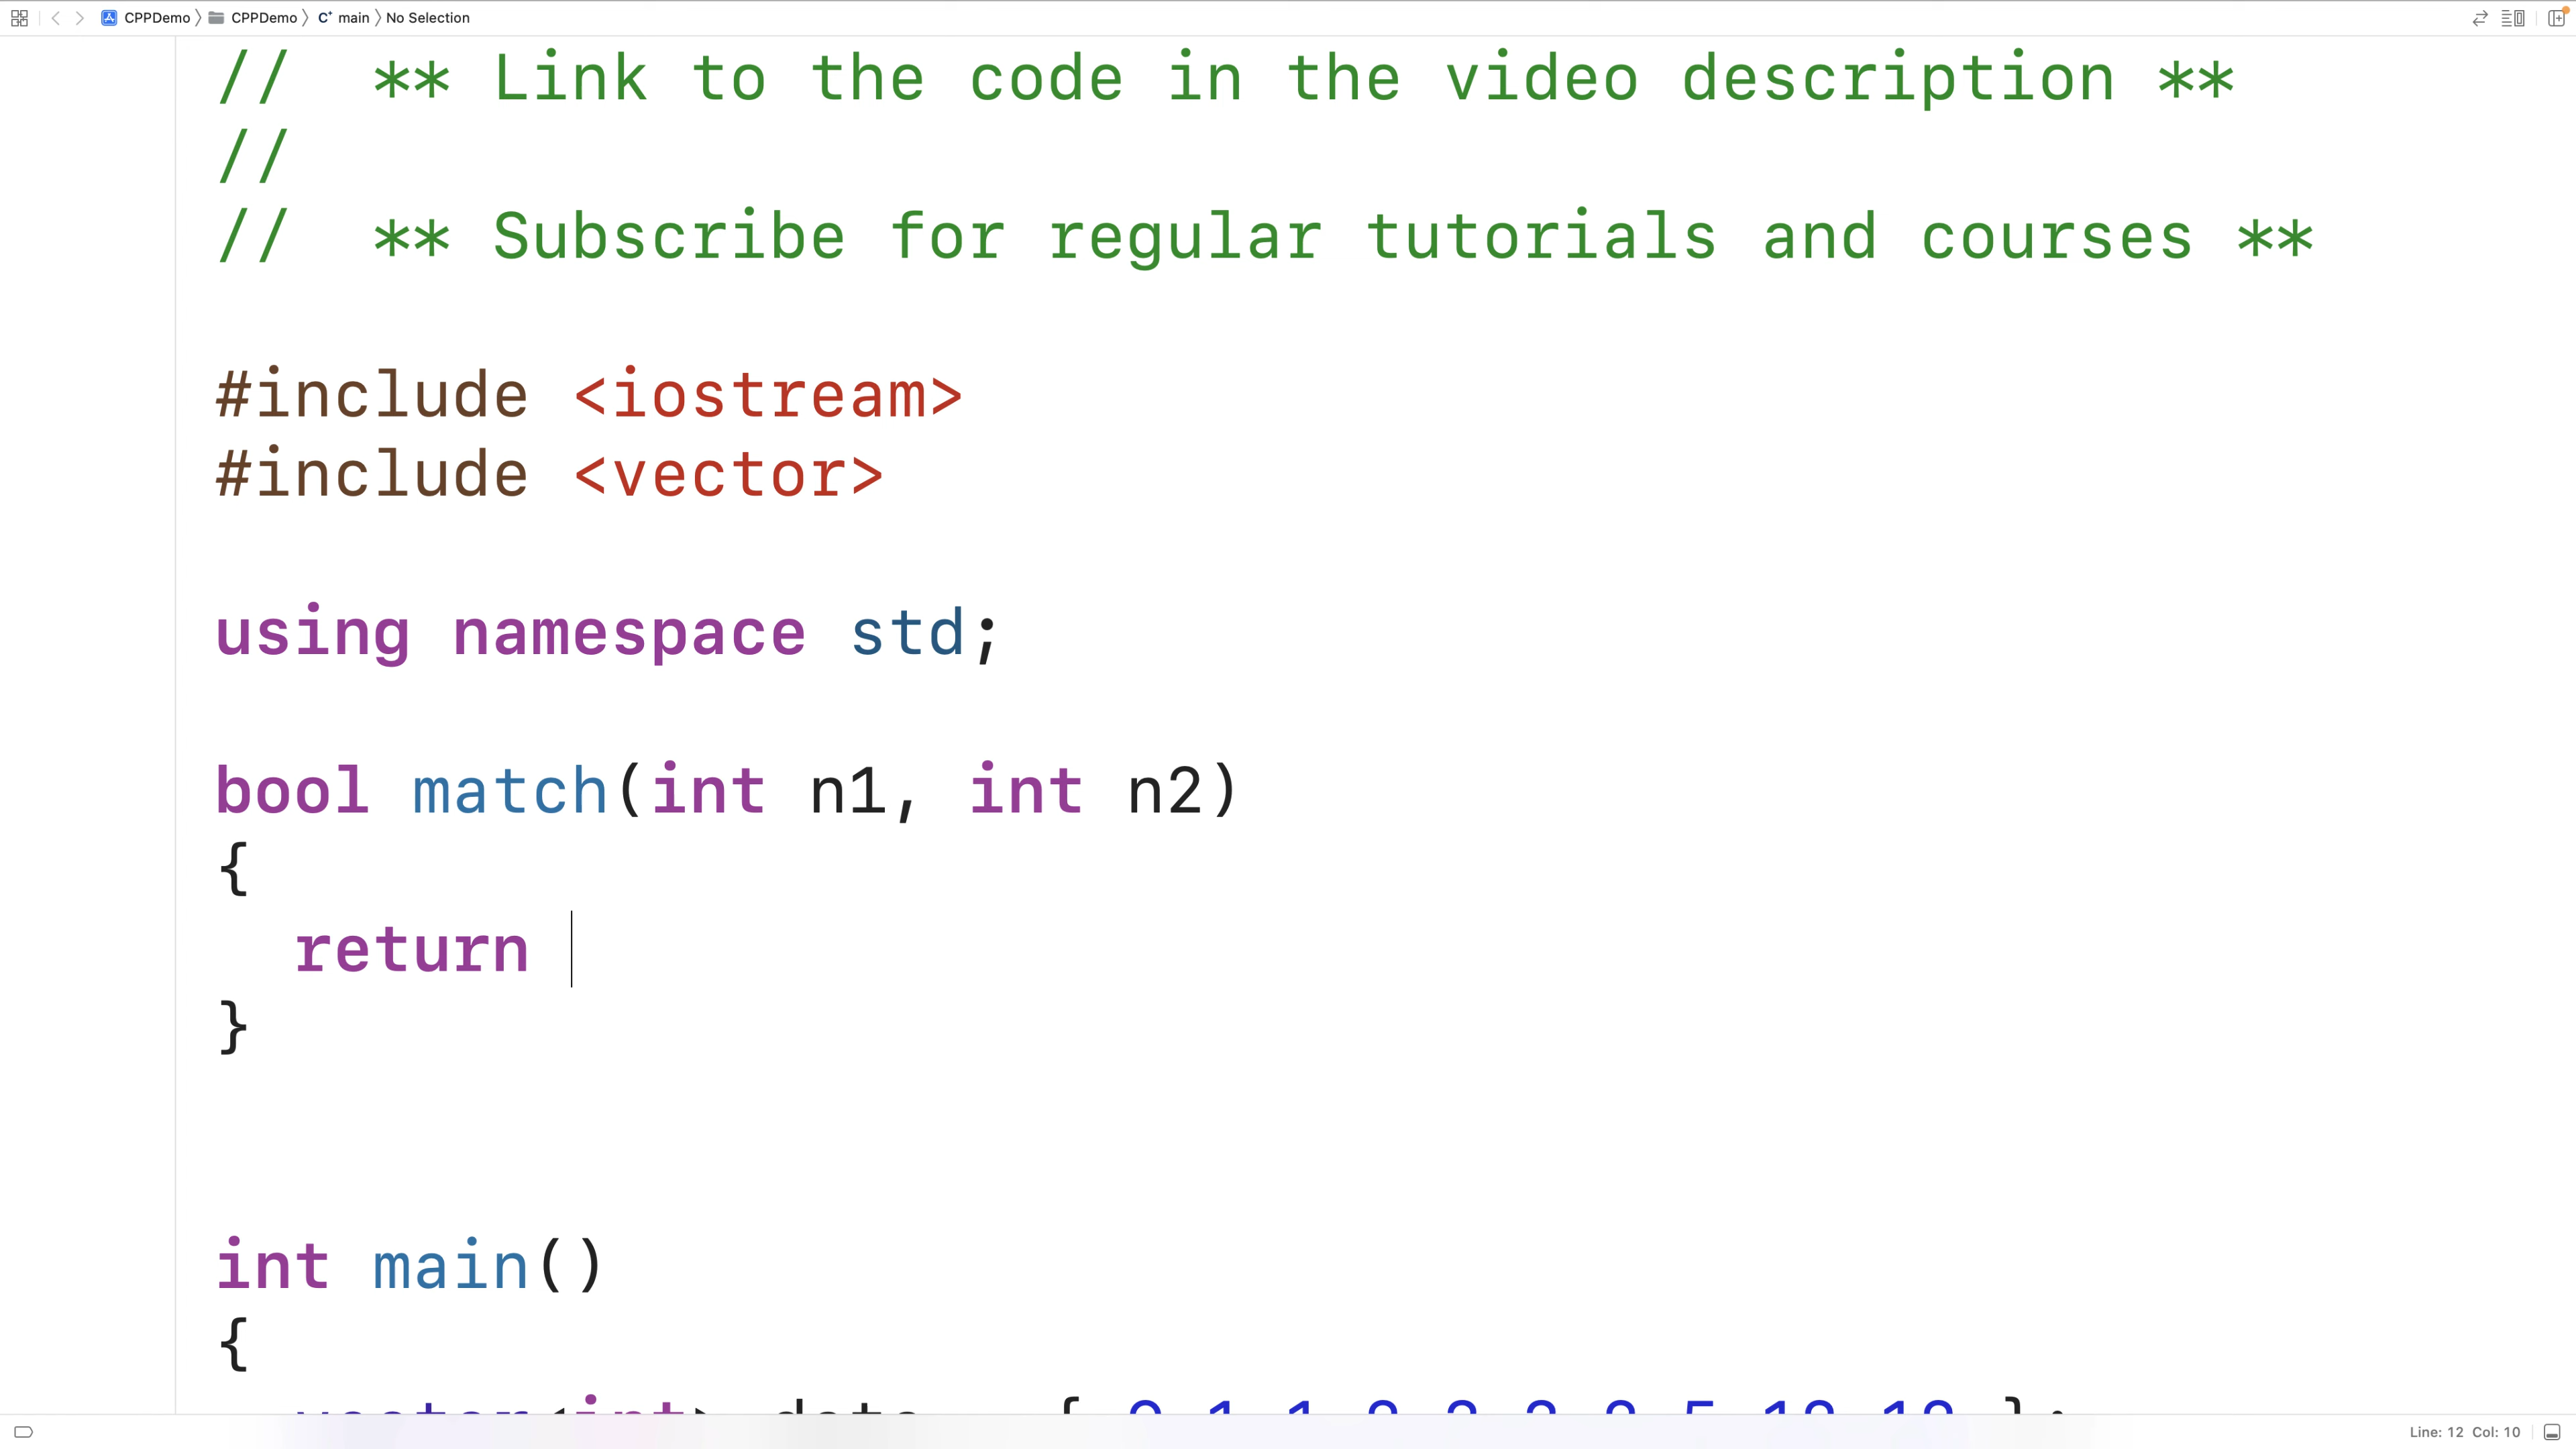 CPPDemo 〉 CPPDemo 〉 C+ main 〉 No Selection
//  ** Link to the code in the video description **
//
//  ** Subscribe for regular tutorials and courses **
#include <iostream>
#include <vector>
using namespace std;
bool match(int n1, int n2)
{
  return
}
int main()
{
Line: 12 Col: 10